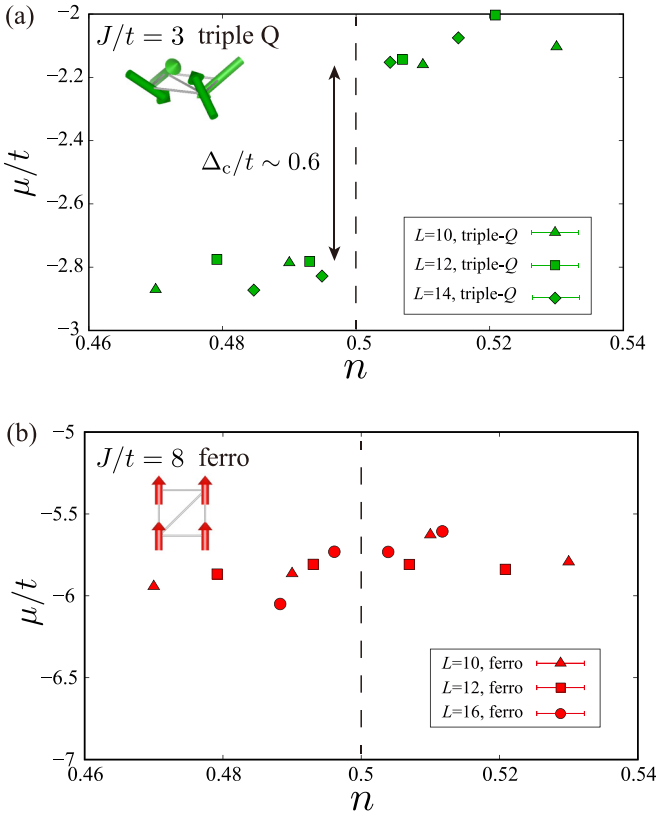 (a)
J/t = 3 triple Q
μ/t
−2
−2.2
−2.4
−2.6
−2.8
−3
Δc/t ∼ 0.6
L=10, triple-Q
L=12, triple-Q
L=14, triple-Q
0.46 0.48 0.5 0.52 0.54
n
(b)
J/t = 8 ferro
μ/t
-5
-5.5
-6
-6.5
-7
L=10, ferro
L=12, ferro
L=16, ferro
0.46 0.48 0.5 0.52 0.54
n